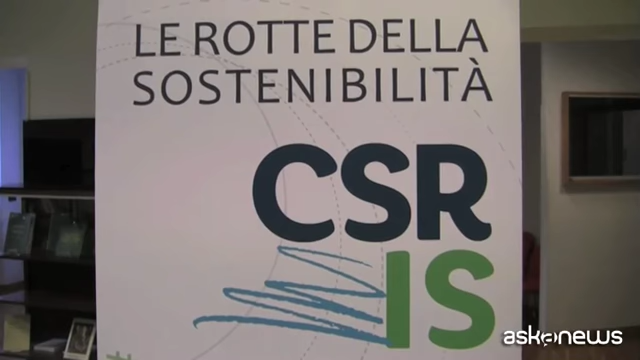 LE ROTTE DELLA
SOSTENIBILITÀ
CSR
IS
#
askanews